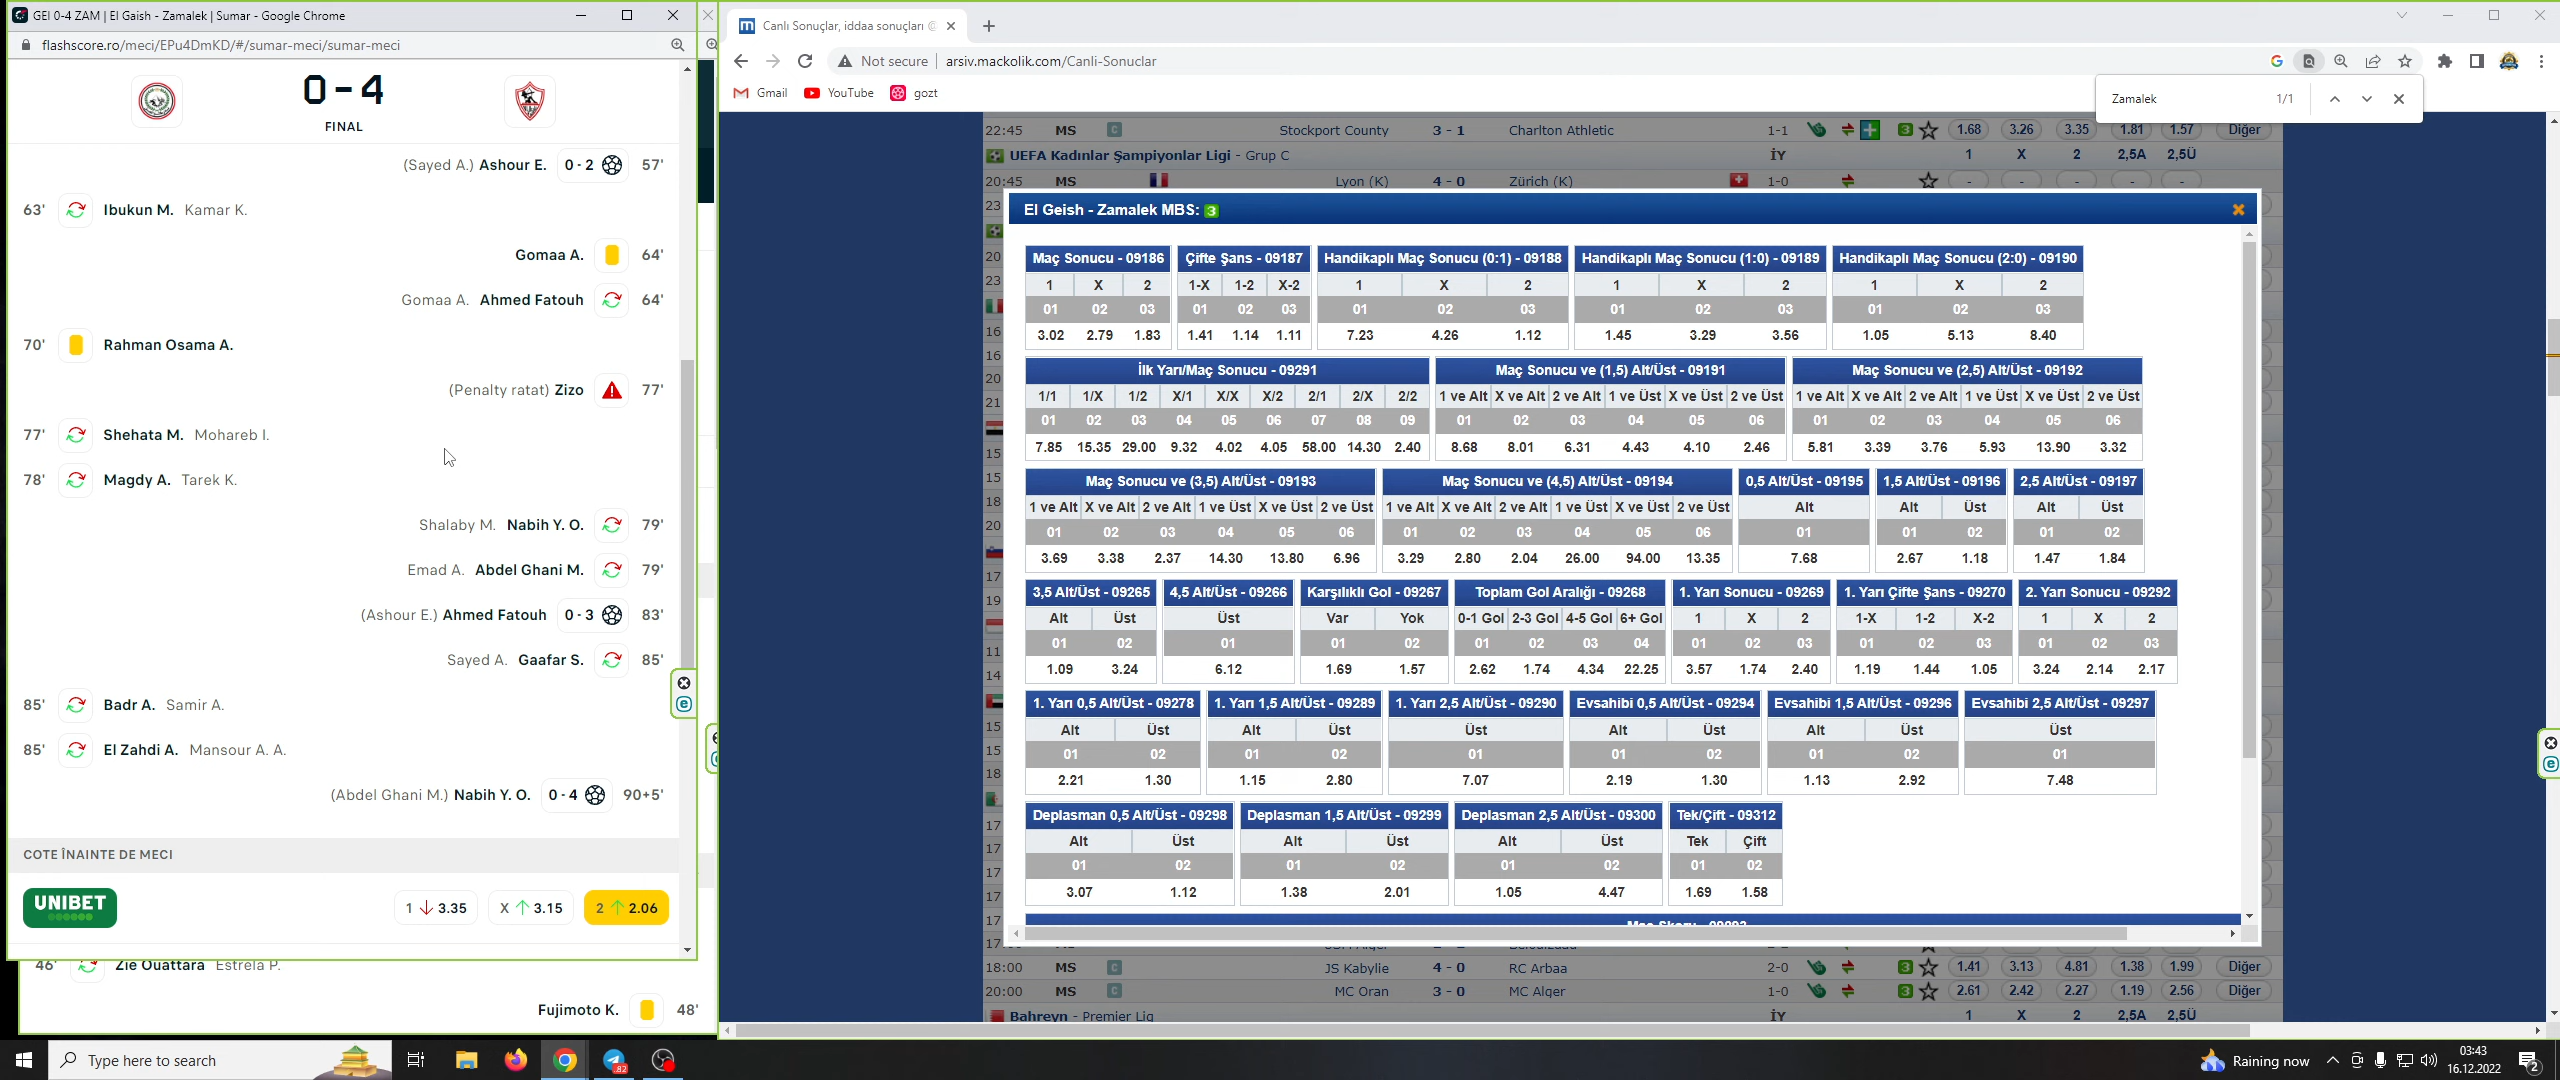 GEI 0-4 ZAM | El Gaish - Zamalek | Sumar - Google Chrome
flashscore.ro/meci/EPu4DmKD/#/sumar-meci/sumar-meci
0 - 4
FINAL
(Sayed A.) Ashour E. 0 - 2 57'
63' Ibukun M. Kamar K.
Gomaa A. 64'
Gomaa A. Ahmed Fatouh 64'
70' Rahman Osama A.
(Penalty ratat) Zizo 77'
77' Shehata M. Mohareb I.
78' Magdy A. Tarek K.
Shalaby M. Nabih Y. O. 79'
Emad A. Abdel Ghani M. 79'
(Ashour E.) Ahmed Fatouh 0 - 3 83'
Sayed A. Gaafar S. 85'
85' Badr A. Samir A.
85' El Zahdi A. Mansour A. A.
(Abdel Ghani M.) Nabih Y. O. 0 - 4 90+5'
COTE ÎNAINTE DE MECI
UNIBET 1 3.35 X 3.15 2 2.06
46' Zie Ouattara Estrela P.
Fujimoto K. 48'
Canlı Sonuçlar, iddaa sonuçları
Not secure arsiv.mackolik.com/Canli-Sonuclar
Gmail YouTube gozt
Zamalek 1/1
22:45 MS C Stockport County 3 - 1 Charlton Athletic 1-1 3 1.68 3.26 3.35 1.81 1.57 Diğer
UEFA Kadınlar Şampiyonlar Ligi - Grup C İY 1 X 2 2,5A 2,5Ü
20:45 MS Lyon (K) 4 - 0 Zürich (K) 1-0 - - - - -
El Geish - Zamalek MBS: 3
Maç Sonucu - 09186 Çifte Şans - 09187 Handikaplı Maç Sonucu (0:1) - 09188 Handikaplı Maç Sonucu (1:0) - 09189 Handikaplı Maç Sonucu (2:0) - 09190
1 X 2 1-X 1-2 X-2 1 X 2 1 X 2 1 X 2
01 02 03 01 02 03 01 02 03 01 02 03 01 02 03
3.02 2.79 1.83 1.41 1.14 1.11 7.23 4.26 1.12 1.45 3.29 3.56 1.05 5.13 8.40
İlk Yarı/Maç Sonucu - 09291 Maç Sonucu ve (1,5) Alt/Üst - 09191 Maç Sonucu ve (2,5) Alt/Üst - 09192
1/1 1/X 1/2 X/1 X/X X/2 2/1 2/X 2/2 1 ve Alt X ve Alt 2 ve Alt 1 ve Üst X ve Üst 2 ve Üst 1 ve Alt X ve Alt 2 ve Alt 1 ve Üst X ve Üst 2 ve Üst
01 02 03 04 05 06 07 08 09 01 02 03 04 05 06 01 02 03 04 05 06
7.85 15.35 29.00 9.32 4.02 4.05 58.00 14.30 2.40 8.68 8.01 6.31 4.43 4.10 2.46 5.81 3.39 3.76 5.93 13.90 3.32
Maç Sonucu ve (3,5) Alt/Üst - 09193 Maç Sonucu ve (4,5) Alt/Üst - 09194 0,5 Alt/Üst - 09195 1,5 Alt/Üst - 09196 2,5 Alt/Üst - 09197
1 ve Alt X ve Alt 2 ve Alt 1 ve Üst X ve Üst 2 ve Üst 1 ve Alt X ve Alt 2 ve Alt 1 ve Üst X ve Üst 2 ve Üst Alt Alt Üst Alt Üst
01 02 03 04 05 06 01 02 03 04 05 06 01 01 02 01 02
3.69 3.38 2.37 14.30 13.80 6.96 3.29 2.80 2.04 26.00 94.00 13.35 7.68 2.67 1.18 1.47 1.84
3,5 Alt/Üst - 09265 4,5 Alt/Üst - 09266 Karşılıklı Gol - 09267 Toplam Gol Aralığı - 09268 1. Yarı Sonucu - 09269 1. Yarı Çifte Şans - 09270 2. Yarı Sonucu - 09292
Alt Üst Üst Var Yok 0-1 Gol 2-3 Gol 4-5 Gol 6+ Gol 1 X 2 1-X 1-2 X-2 1 X 2
01 02 01 01 02 01 02 03 04 01 02 03 01 02 03 01 02 03
1.09 3.24 6.12 1.69 1.57 2.62 1.74 4.34 22.25 3.57 1.74 2.40 1.19 1.44 1.05 3.24 2.14 2.17
1. Yarı 0,5 Alt/Üst - 09278 1. Yarı 1,5 Alt/Üst - 09289 1. Yarı 2,5 Alt/Üst - 09290 Evsahibi 0,5 Alt/Üst - 09294 Evsahibi 1,5 Alt/Üst - 09296 Evsahibi 2,5 Alt/Üst - 09297
Alt Üst Alt Üst Üst Alt Üst Alt Üst Üst
01 02 01 02 01 01 02 01 02 01
2.21 1.30 1.15 2.80 7.07 2.19 1.30 1.13 2.92 7.48
Deplasman 0,5 Alt/Üst - 09298 Deplasman 1,5 Alt/Üst - 09299 Deplasman 2,5 Alt/Üst - 09300 Tek/Çift - 09312
Alt Üst Alt Üst Alt Üst Tek Çift
01 02 01 02 01 02 01 02
3.07 1.12 1.38 2.01 1.05 4.47 1.69 1.58
18:00 MS C JS Kabylie 4 - 0 RC Arbaa 2-0 3 1.41 3.13 4.81 1.38 1.99 Diğer
20:00 MS C MC Oran 3 - 0 MC Alger 1-0 3 2.61 2.42 2.27 1.19 2.56 Diğer
Bahreyn - Premier Lig İY 1 X 2 2,5A 2,5Ü
Type here to search
82
Raining now
03:43
16.12.2022
2